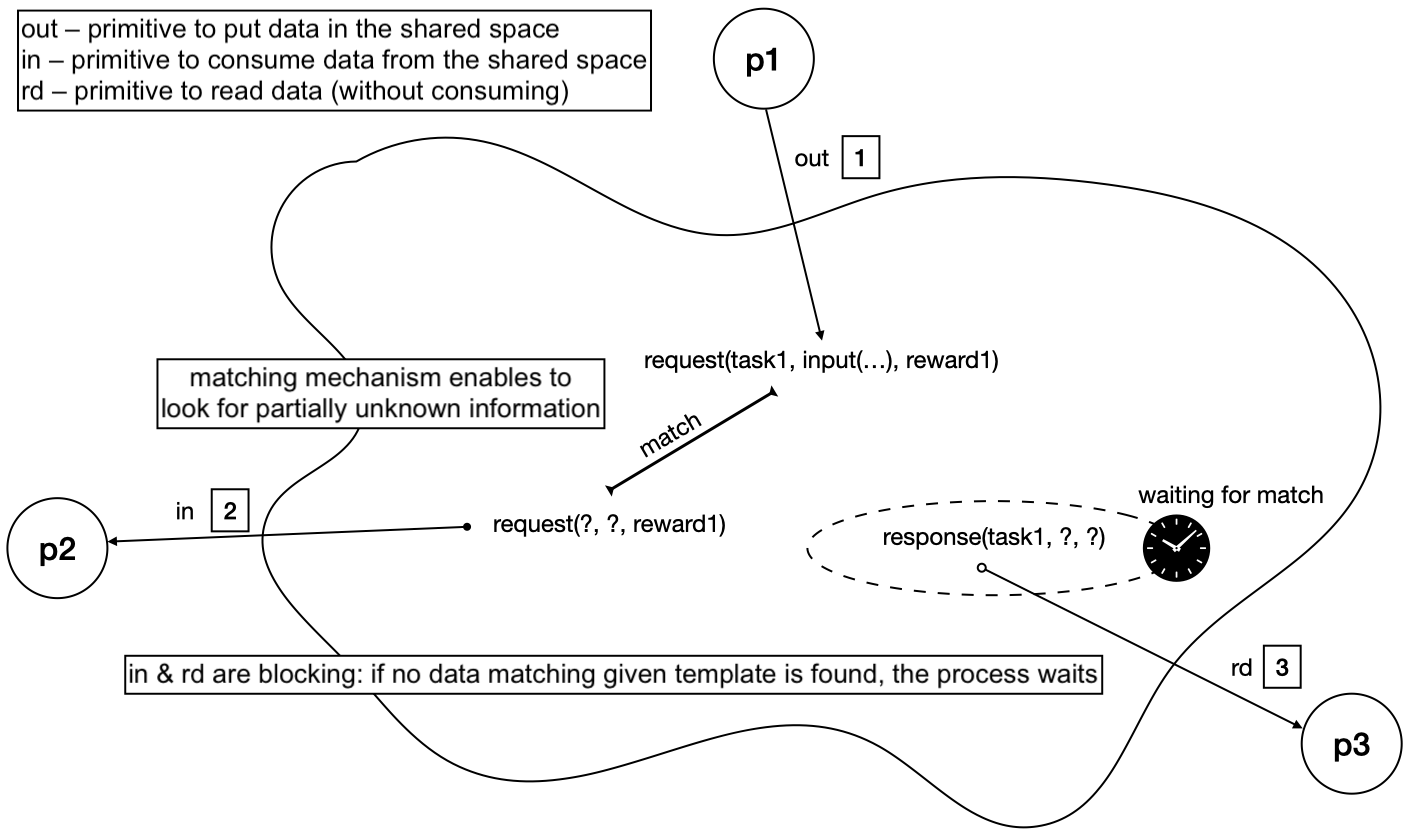 out – primitive to put data in the shared space
in – primitive to consume data from the shared space
rd – primitive to read data (without consuming)
p1
out 1
request(task1, input(...), reward1)
matching mechanism enables to
look for partially unknown information
match
in 2
request(?, ?, reward1)
p2
waiting for match
response(task1, ?, ?)
in & rd are blocking: if no data matching given template is found, the process waits
rd 3
p3